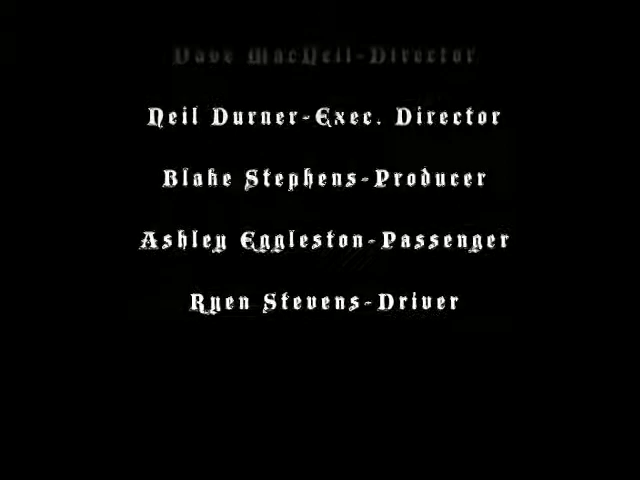 Dave MacNeil-Director
Neil Durner-Exec. Director
Blake Stephens-Producer
Ashley Eggleston-Passenger
Ryen Stevens-Driver